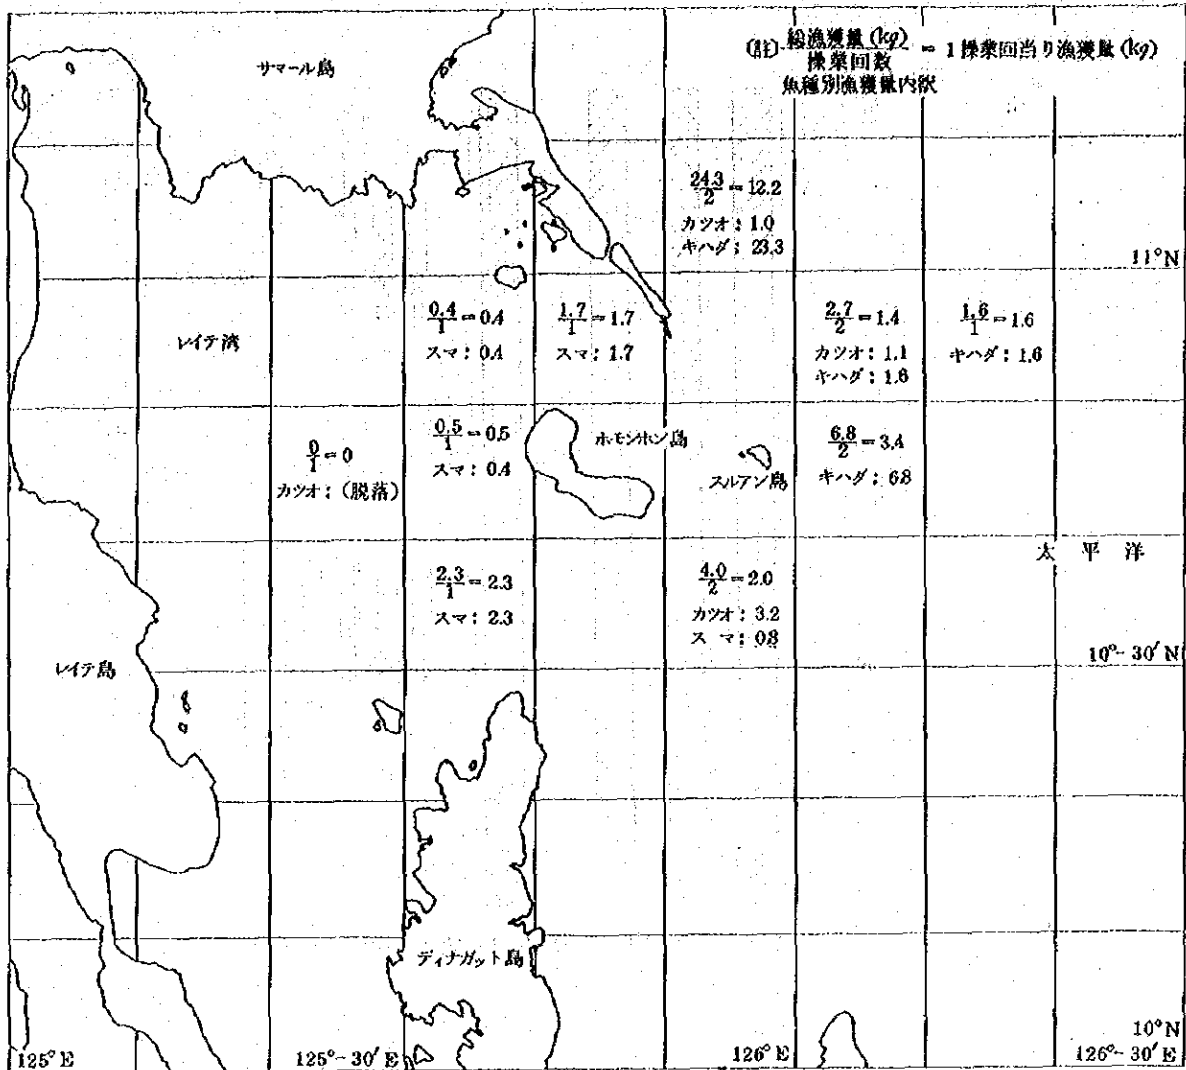 サマール島
(註) 総漁獲量 (kg) / 操業回数 = 1操業回当り漁獲量 (kg)
魚種別漁獲量内訳
24.3/2 = 12.2
カツオ: 1.0
キハダ: 23.3
11°N
レイテ湾
0.4/1 = 0.4
スマ: 0.4
1.7/1 = 1.7
スマ: 1.7
2.7/2 = 1.4
カツオ: 1.1
キハダ: 1.6
1.6/1 = 1.6
キハダ: 1.6
0/1 = 0
カツオ: (脱落)
0.5/1 = 0.5
スマ: 0.4
ホモンホン島
スルアン島
6.8/2 = 3.4
キハダ: 6.8
太平洋
2.3/1 = 2.3
スマ: 2.3
4.0/2 = 2.0
カツオ: 3.2
スマ: 0.8
10°-30′N
レイテ島
ディナガット島
10°N
125°E
125°-30′E
126°E
126°-30′E